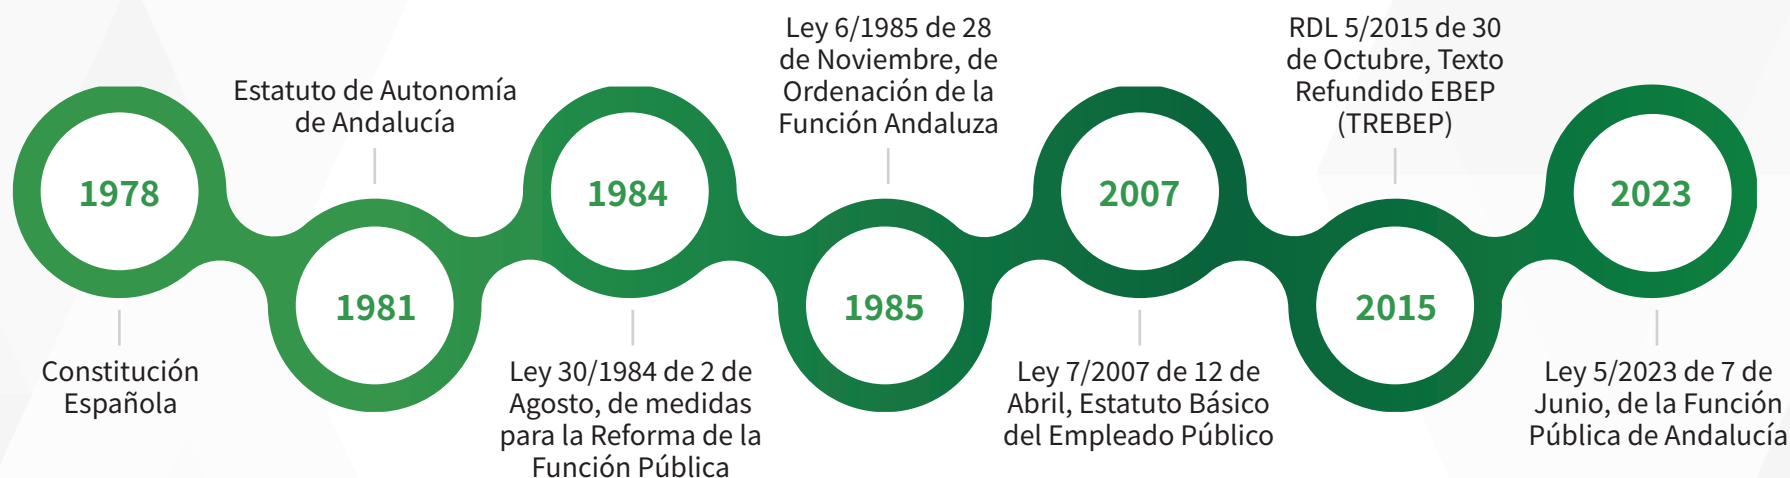 1978
Constitución
Española
Estatuto de Autonomía
de Andalucía
1981
1984
Ley 30/1984 de 2 de
Agosto, de medidas
para la Reforma de la
Función Pública
Ley 6/1985 de 28
de Noviembre, de
Ordenación de la
Función Andaluza
1985
2007
Ley 7/2007 de 12 de
Abril, Estatuto Básico
del Empleado Público
RDL 5/2015 de 30
de Octubre, Texto
Refundido EBEP
(TREBEP)
2015
2023
Ley 5/2023 de 7 de
Junio, de la Función
Pública de Andalucía